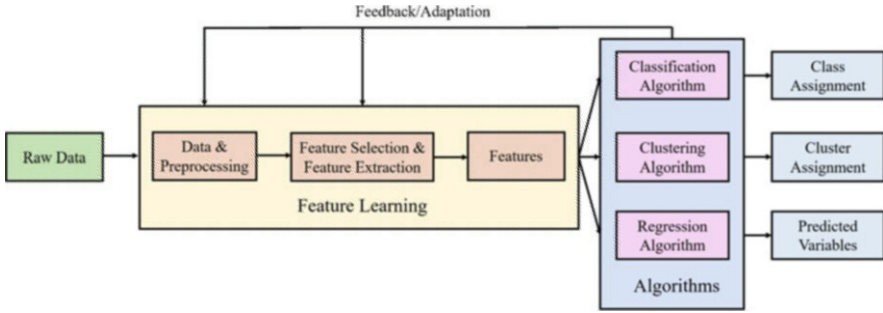 Feedback/Adaptation
Raw Data
Data &
Preprocessing
Feature Selection &
Feature Extraction
Features
Feature Learning
Classification
Algorithm
Clustering
Algorithm
Regression
Algorithm
Algorithms
Class
Assignment
Cluster
Assignment
Predicted
Variables